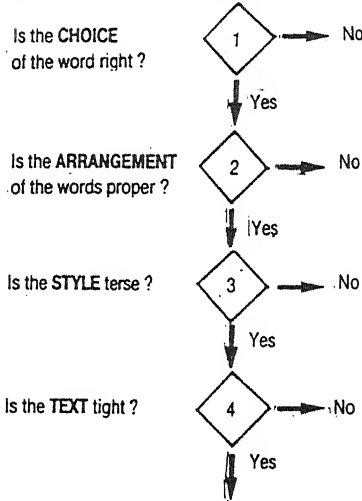 Is the CHOICE
of the word right ?
1
No
Yes
Is the ARRANGEMENT
of the words proper ?
2
No
Yes
Is the STYLE terse ?
3
No
Yes
Is the TEXT tight ?
4
No
Yes